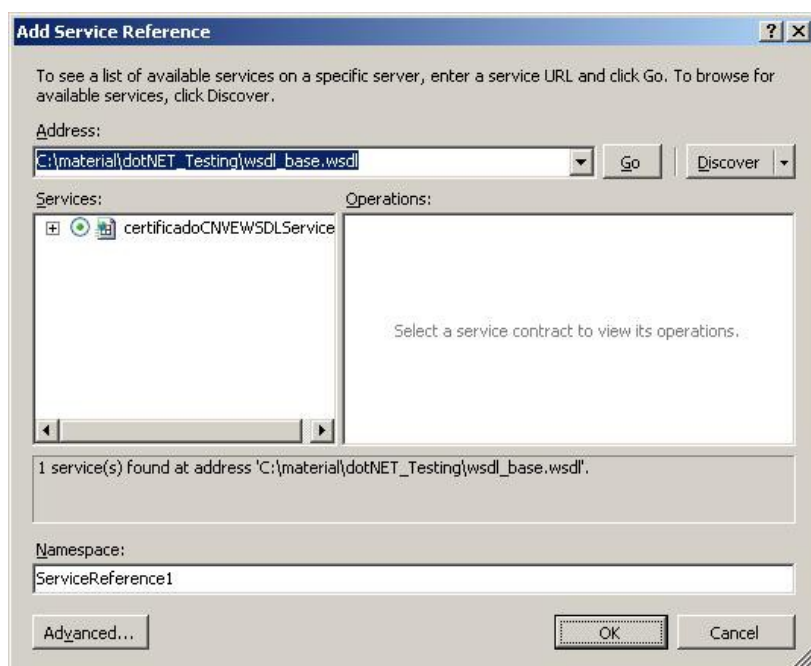 Add Service Reference
To see a list of available services on a specific server, enter a service URL and click Go. To browse for
available services, click Discover.
Address:
C:\material\dotNET_Testing\wsdl_base.wsdl
Go
Discover
Services:
Operations:
certificadoCNVEWSDLService
Select a service contract to view its operations.
1 service(s) found at address 'C:\material\dotNET_Testing\wsdl_base.wsdl'.
Namespace:
ServiceReference1
Advanced...
OK
Cancel